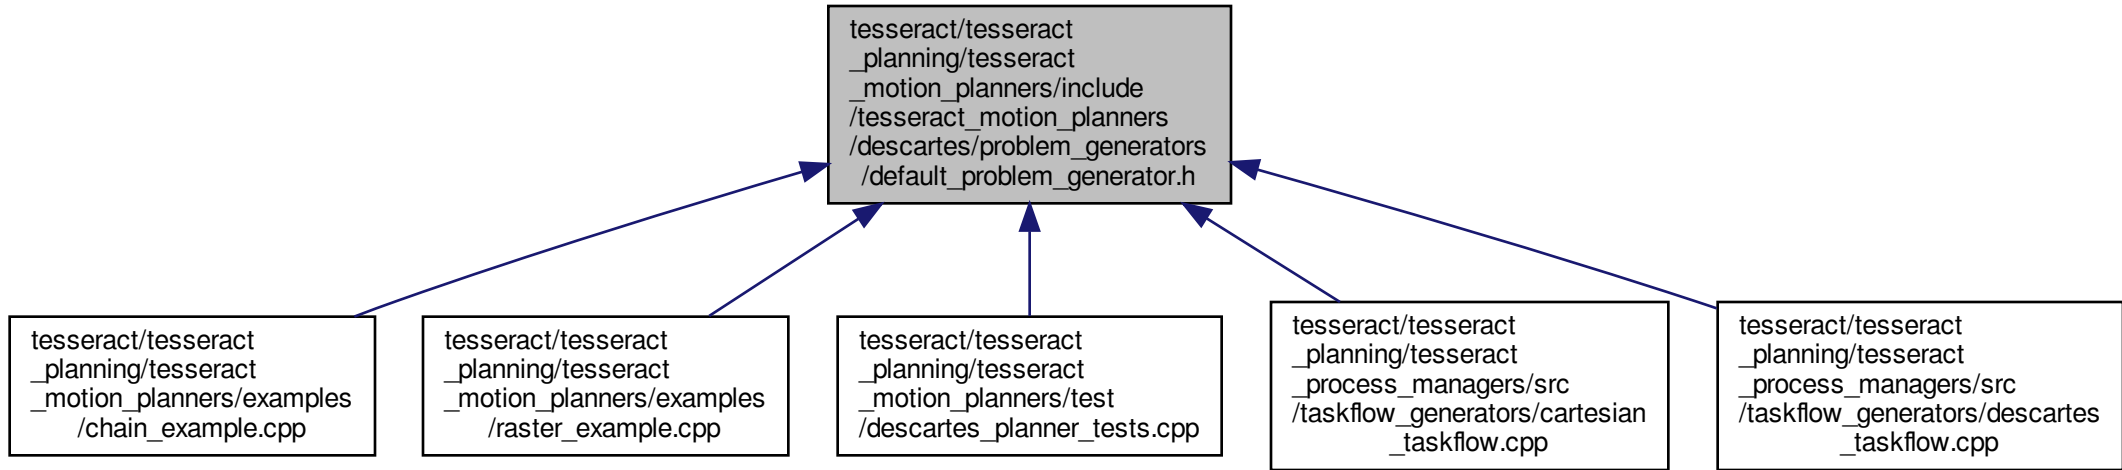 tesseract/tesseract
_planning/tesseract
_motion_planners/include
/tesseract_motion_planners
/descartes/problem_generators
/default_problem_generator.h
tesseract/tesseract
_planning/tesseract
_motion_planners/examples
/chain_example.cpp
tesseract/tesseract
_planning/tesseract
_motion_planners/examples
/raster_example.cpp
tesseract/tesseract
_planning/tesseract
_motion_planners/test
/descartes_planner_tests.cpp
tesseract/tesseract
_planning/tesseract
_process_managers/src
/taskflow_generators/cartesian
_taskflow.cpp
tesseract/tesseract
_planning/tesseract
_process_managers/src
/taskflow_generators/descartes
_taskflow.cpp